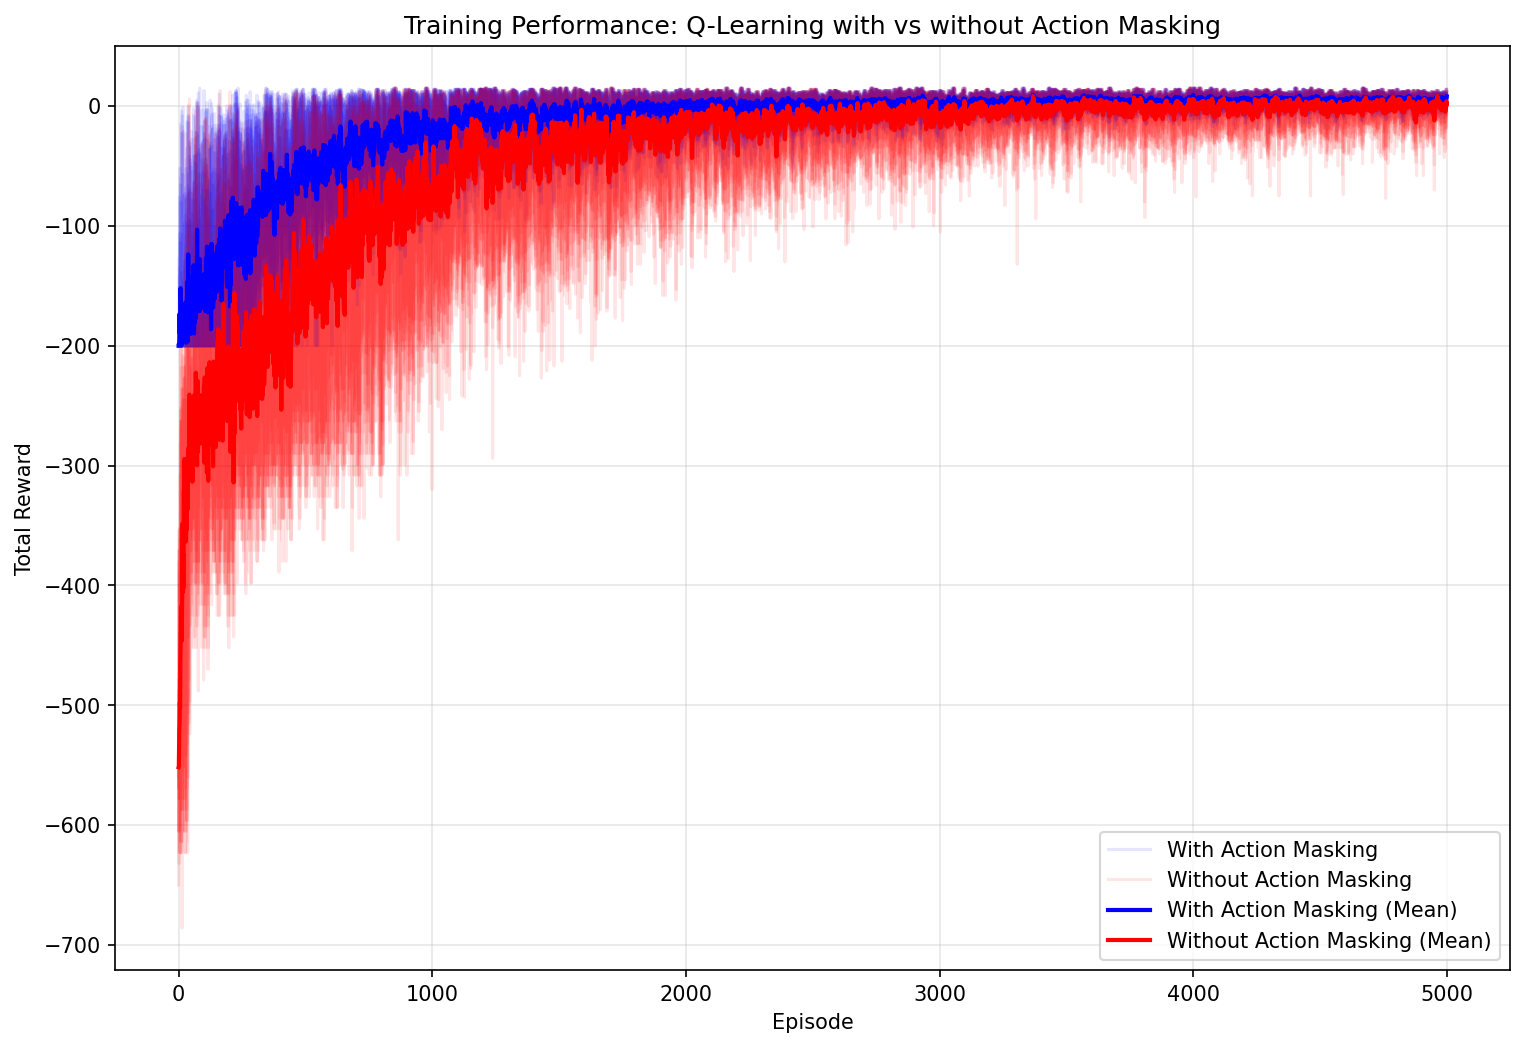 Training Performance: Q-Learning with vs without Action Masking
Total Reward
0
−100
−200
−300
−400
−500
−600
−700
With Action Masking
Without Action Masking
With Action Masking (Mean)
Without Action Masking (Mean)
0 1000 2000 3000 4000 5000
Episode